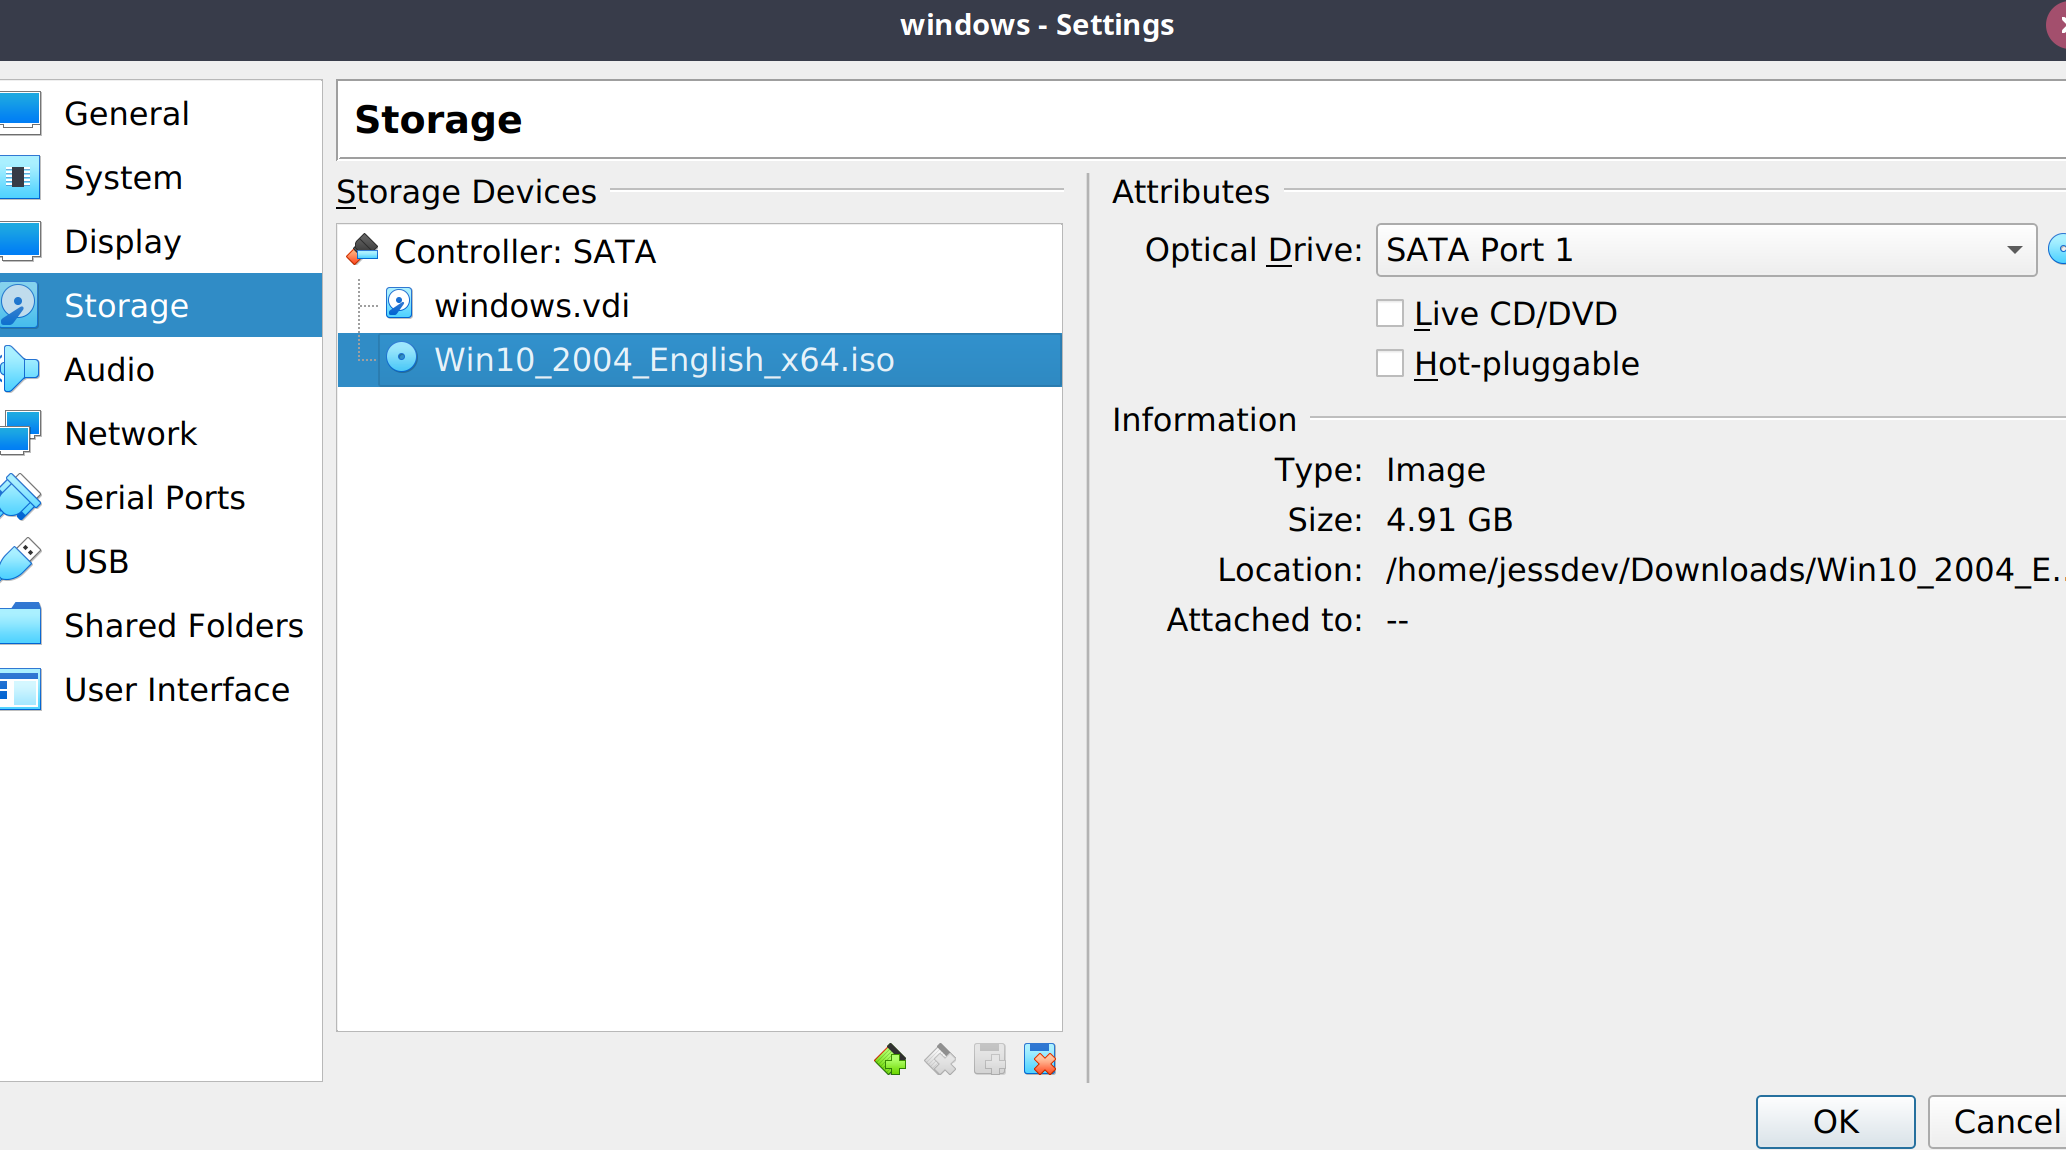 windows - Settings
General
System
Display
Storage
Audio
Network
Serial Ports
USB
Shared Folders
User Interface
Storage
Storage Devices
Controller: SATA
windows.vdi
Win10_2004_English_x64.iso
Attributes
Optical Drive: SATA Port 1
Live CD/DVD
Hot-pluggable
Information
Type: Image
Size: 4.91 GB
Location: /home/jessdev/Downloads/Win10_2004_E...
Attached to: --
OK
Cancel